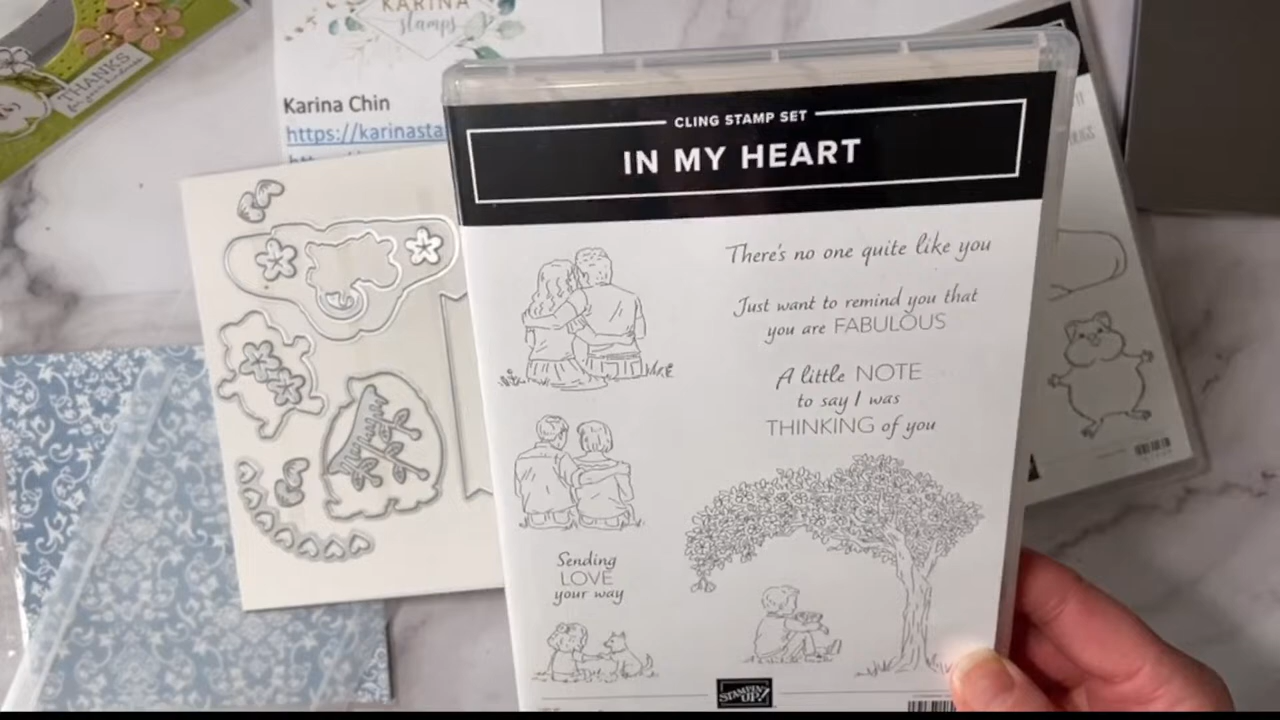 KARINA
stamps
Karina Chin
https://karinasta
THANKS
CLING STAMP SET
IN MY HEART
There's no one quite like you
Just want to remind you that
you are FABULOUS
A little NOTE
to say I was
THINKING of you
Sending
LOVE
your way
STAMPIN' UP!